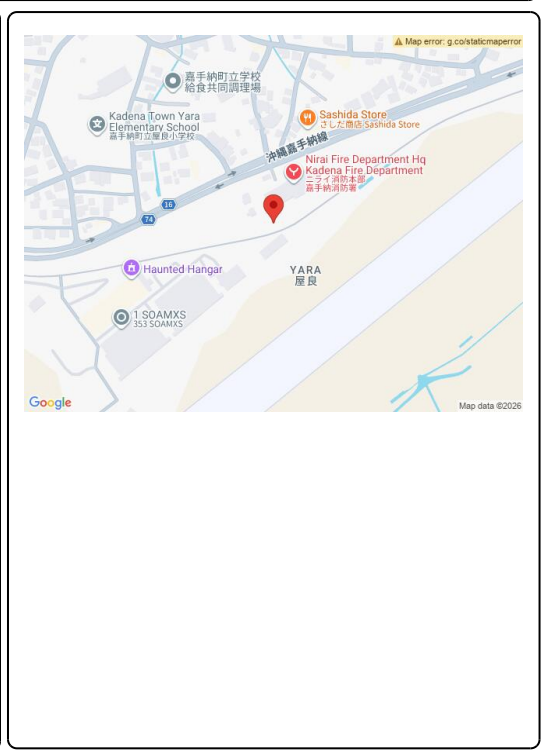 Map error: g.co/staticmaperror
嘉手納町立学校
給食共同調理場
Kadena Town Yara
Elementary School
嘉手納町立屋良小学校
Sashida Store
さしだ商店 Sashida Store
沖縄嘉手納線
Nirai Fire Department Hq
Kadena Fire Department
ニライ消防本部
嘉手納消防署
16
74
Haunted Hangar
YARA
屋良
1 SOAMXS
353 SOAMXS
Google
Map data ©2026